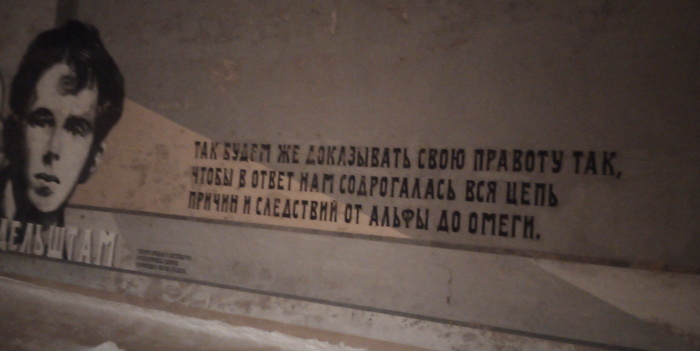 ТАК БУДЕМ ЖЕ ДОКАЗЫВАТЬ СВОЮ ПРАВОТУ ТАК,
ЧТОБЫ В ОТВЕТ НАМ СОДРОГАЛАСЬ ВСЯ ЦЕПЬ
ПРИЧИН И СЛЕДСТВИЙ ОТ АЛЬФЫ ДО ОМЕГИ.
ДЕЛЬШТАМ